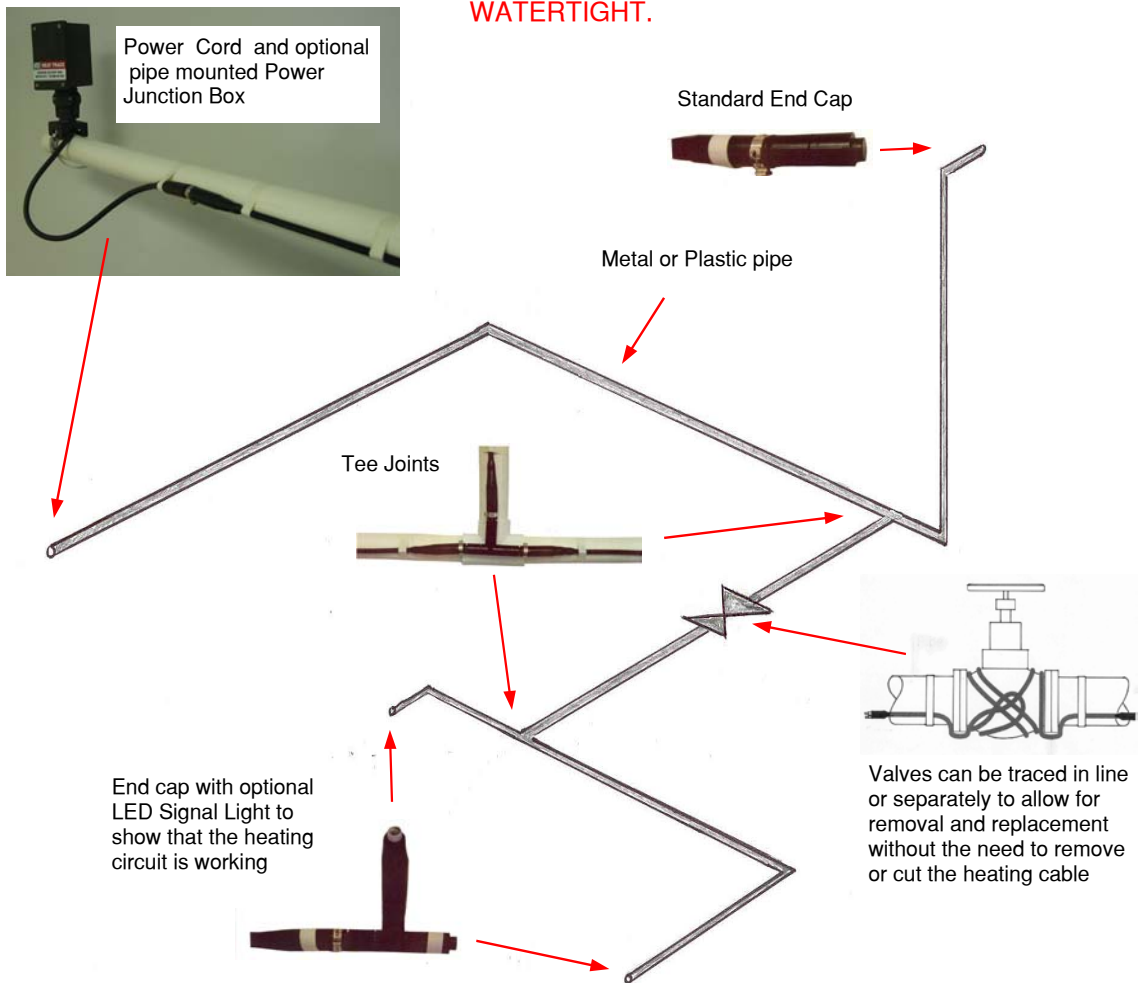 WATERTIGHT.
Power Cord and optional
pipe mounted Power
Junction Box
Standard End Cap
Metal or Plastic pipe
Tee Joints
End cap with optional
LED Signal Light to
show that the heating
circuit is working
Valves can be traced in line
or separately to allow for
removal and replacement
without the need to remove
or cut the heating cable